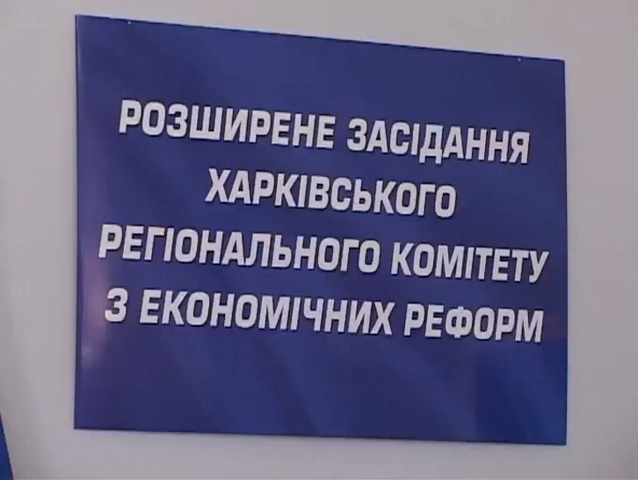 РОЗШИРЕНЕ ЗАСІДАННЯ
ХАРКІВСЬКОГО
РЕГІОНАЛЬНОГО КОМІТЕТУ
З ЕКОНОМІЧНИХ РЕФОРМ